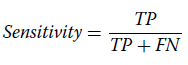 Sensitivity = TP / TP + FN